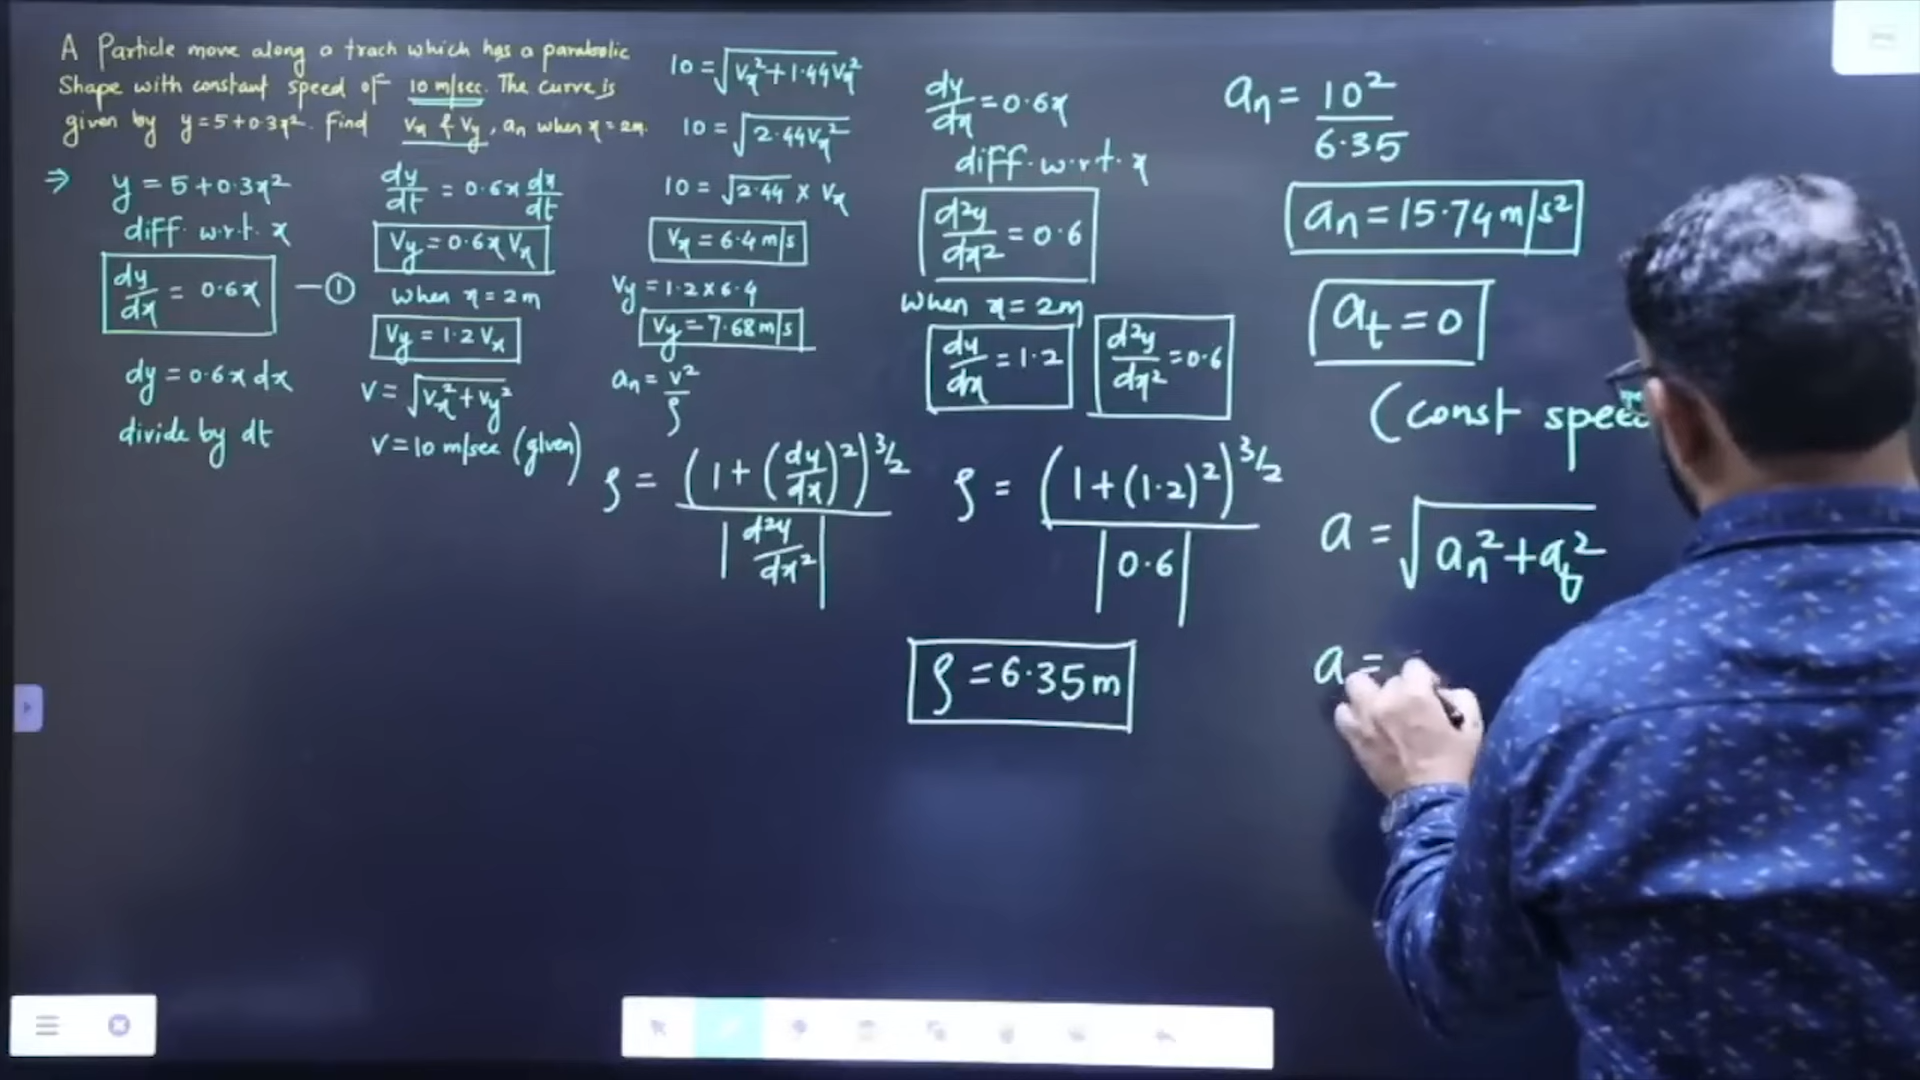 A Particle move along a trach which has a parabolic
Shape with constant speed of 10 m/sec. The curve is
given by y=5+0.3x². Find Vx & Vy, an when x=2m.
⇒ y = 5+0.3x²
diff. w.r.t. x
dy/dx = 0.6x —①
dy = 0.6x dx
divide by dt
dy/dt = 0.6x dx/dt
Vy = 0.6x Vx
when x = 2m
Vy = 1.2 Vx
V = √Vx²+Vy²
V = 10 m/sec (given)
10 = √Vx²+1.44Vx²
10 = √2.44Vx²
10 = √2.44 × Vx
Vx = 6.4 m/s
Vy = 1.2×6.4
Vy = 7.68 m/s
an = V²/ρ
ρ = (1+(dy/dx)²)^3/2 / |d²y/dx²|
dy/dx = 0.6x
diff. w.r.t. x
d²y/dx² = 0.6
when x = 2m
dy/dx = 1.2
d²y/dx² = 0.6
ρ = (1+(1.2)²)^3/2 / |0.6|
ρ = 6.35m
an = 10²/6.35
an = 15.74 m/s²
at = 0
(const
a = √an²+at²
a =